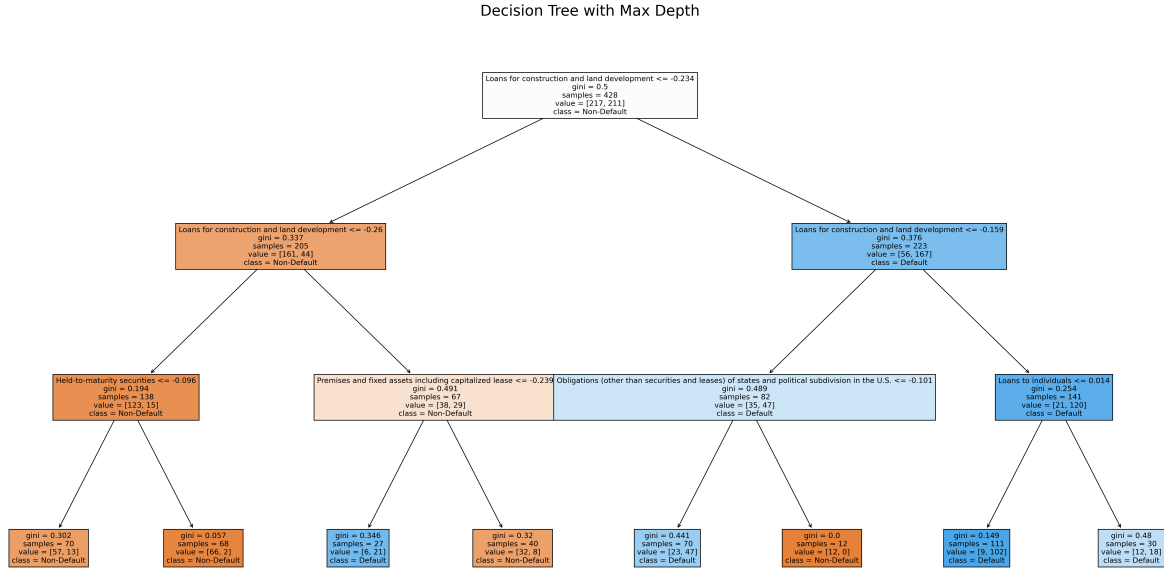 Decision Tree with Max Depth
Loans for construction and land development <= -0.234
gini = 0.5
samples = 428
value = [217, 211]
class = Non-Default
Loans for construction and land development <= -0.26
gini = 0.337
samples = 205
value = [161, 44]
class = Non-Default
Loans for construction and land development <= -0.159
gini = 0.376
samples = 223
value = [56, 167]
class = Default
Held-to-maturity securities <= -0.096
gini = 0.194
samples = 138
value = [123, 15]
class = Non-Default
Premises and fixed assets including capitalized lease <= -0.239
gini = 0.491
samples = 67
value = [38, 29]
class = Non-Default
Obligations (other than securities and leases) of states and political subdivision in the U.S. <= -0.101
gini = 0.489
samples = 82
value = [35, 47]
class = Default
Loans to individuals <= 0.014
gini = 0.254
samples = 141
value = [21, 120]
class = Default
gini = 0.302
samples = 70
value = [57, 13]
class = Non-Default
gini = 0.057
samples = 68
value = [66, 2]
class = Non-Default
gini = 0.346
samples = 27
value = [6, 21]
class = Default
gini = 0.32
samples = 40
value = [32, 8]
class = Non-Default
gini = 0.441
samples = 70
value = [23, 47]
class = Default
gini = 0.0
samples = 12
value = [12, 0]
class = Non-Default
gini = 0.149
samples = 111
value = [9, 102]
class = Default
gini = 0.48
samples = 30
value = [12, 18]
class = Default